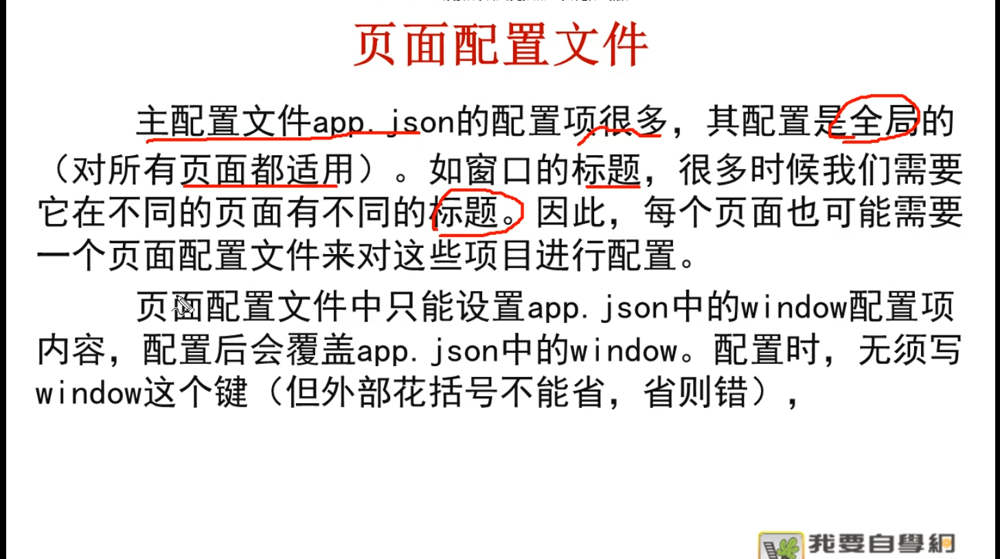 页面配置文件
主配置文件app.json的配置项很多，其配置是全局的
（对所有页面都适用）。如窗口的标题，很多时候我们需要
它在不同的页面有不同的标题。因此，每个页面也可能需要
一个页面配置文件来对这些项目进行配置。
页面配置文件中只能设置app.json中的window配置项
内容，配置后会覆盖app.json中的window。配置时，无须写
window这个键（但外部花括号不能省，省则错），
我要自學網